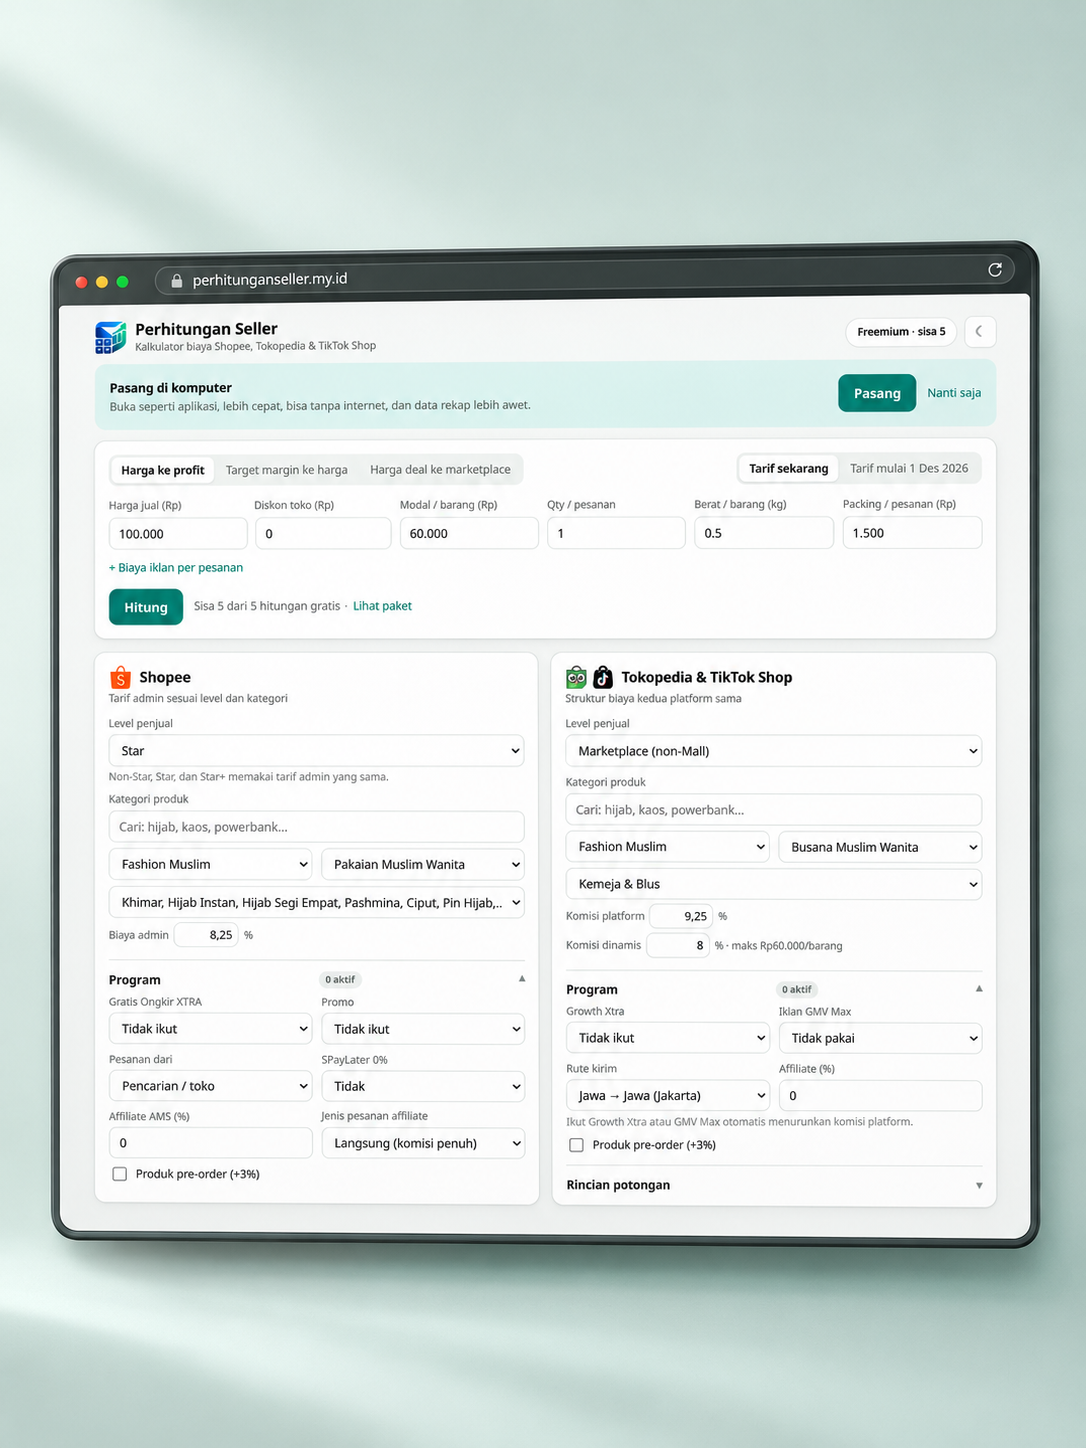 perhitunganseller.my.id
Perhitungan Seller
Kalkulator biaya Shopee, Tokopedia & TikTok Shop
Freemium · sisa 5
Pasang di komputer
Buka seperti aplikasi, lebih cepat, bisa tanpa internet, dan data rekap lebih awet.
Pasang
Nanti saja
Harga ke profit
Target margin ke harga
Harga deal ke marketplace
Tarif sekarang
Tarif mulai 1 Des 2026
Harga jual (Rp)
Diskon toko (Rp)
Modal / barang (Rp)
Qty / pesanan
Berat / barang (kg)
Packing / pesanan (Rp)
100.000
0
60.000
1
0.5
1.500
+ Biaya iklan per pesanan
Hitung
Sisa 5 dari 5 hitungan gratis · Lihat paket
Shopee
Tarif admin sesuai level dan kategori
Level penjual
Star
Non-Star, Star, dan Star+ memakai tarif admin yang sama.
Kategori produk
Cari: hijab, kaos, powerbank...
Fashion Muslim
Pakaian Muslim Wanita
Khimar, Hijab Instan, Hijab Segi Empat, Pashmina, Ciput, Pin Hijab,..
Biaya admin 8,25 %
Program
0 aktif
Gratis Ongkir XTRA
Promo
Tidak ikut
Tidak ikut
Pesanan dari
SPayLater 0%
Pencarian / toko
Tidak
Affiliate AMS (%)
Jenis pesanan affiliate
0
Langsung (komisi penuh)
Produk pre-order (+3%)
Tokopedia & TikTok Shop
Struktur biaya kedua platform sama
Level penjual
Marketplace (non-Mall)
Kategori produk
Cari: hijab, kaos, powerbank...
Fashion Muslim
Busana Muslim Wanita
Kemeja & Blus
Komisi platform 9,25 %
Komisi dinamis 8 % · maks Rp60.000/barang
Program
0 aktif
Growth Xtra
Iklan GMV Max
Tidak ikut
Tidak pakai
Rute kirim
Affiliate (%)
Jawa → Jawa (Jakarta)
0
Ikut Growth Xtra atau GMV Max otomatis menurunkan komisi platform.
Produk pre-order (+3%)
Rincian potongan